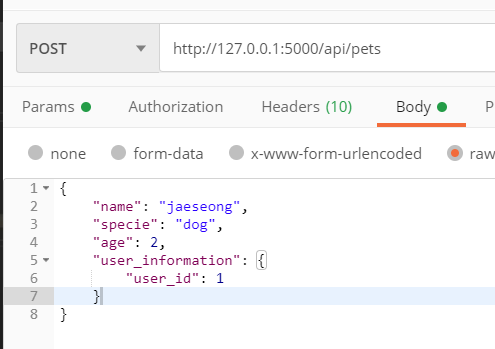 POST http://127.0.0.1:5000/api/pets
Params Authorization Headers (10) Body P
none form-data x-www-form-urlencoded raw
1 {
2 "name": "jaeseong",
3 "specie": "dog",
4 "age": 2,
5 "user_information": {
6 "user_id": 1
7 }
8 }